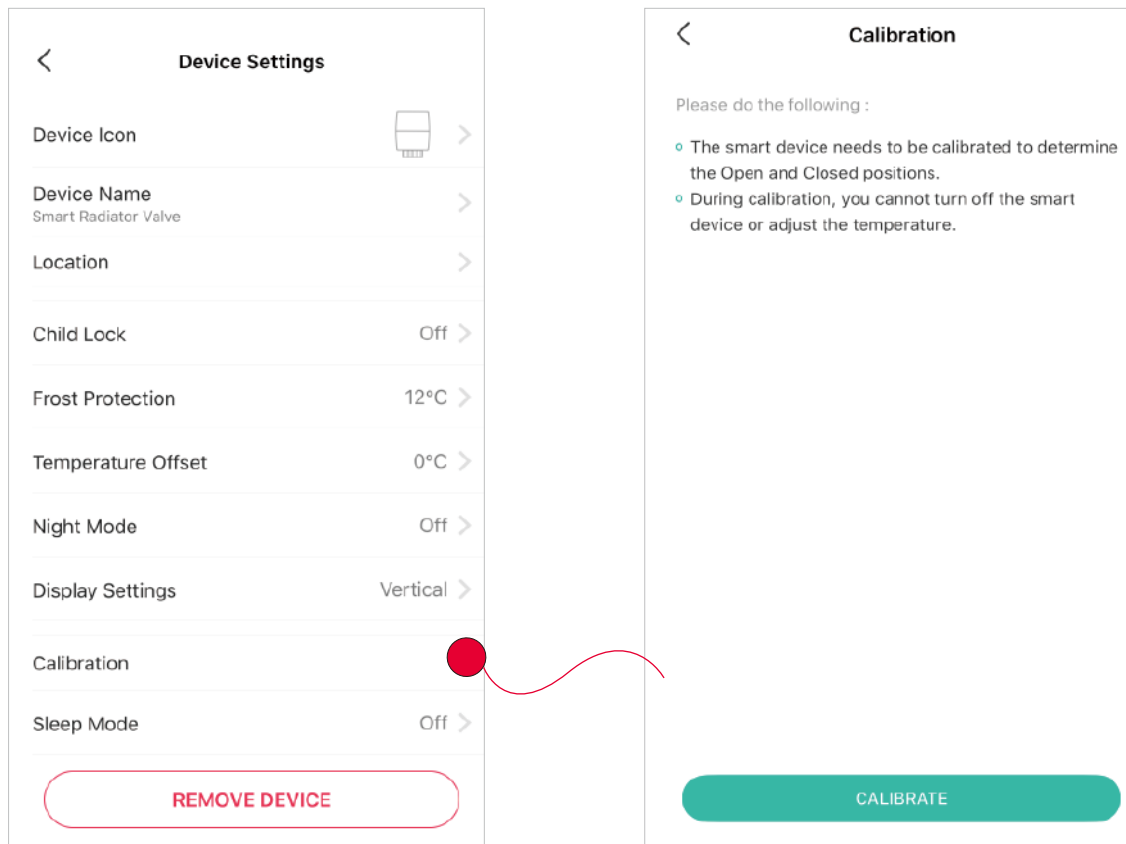 Device Settings
Device Icon
Device Name
Smart Radiator Valve
Location
Child Lock Off
Frost Protection 12°C
Temperature Offset 0°C
Night Mode Off
Display Settings Vertical
Calibration
Sleep Mode Off
REMOVE DEVICE
Calibration
Please do the following :
The smart device needs to be calibrated to determine
the Open and Closed positions.
During calibration, you cannot turn off the smart
device or adjust the temperature.
CALIBRATE